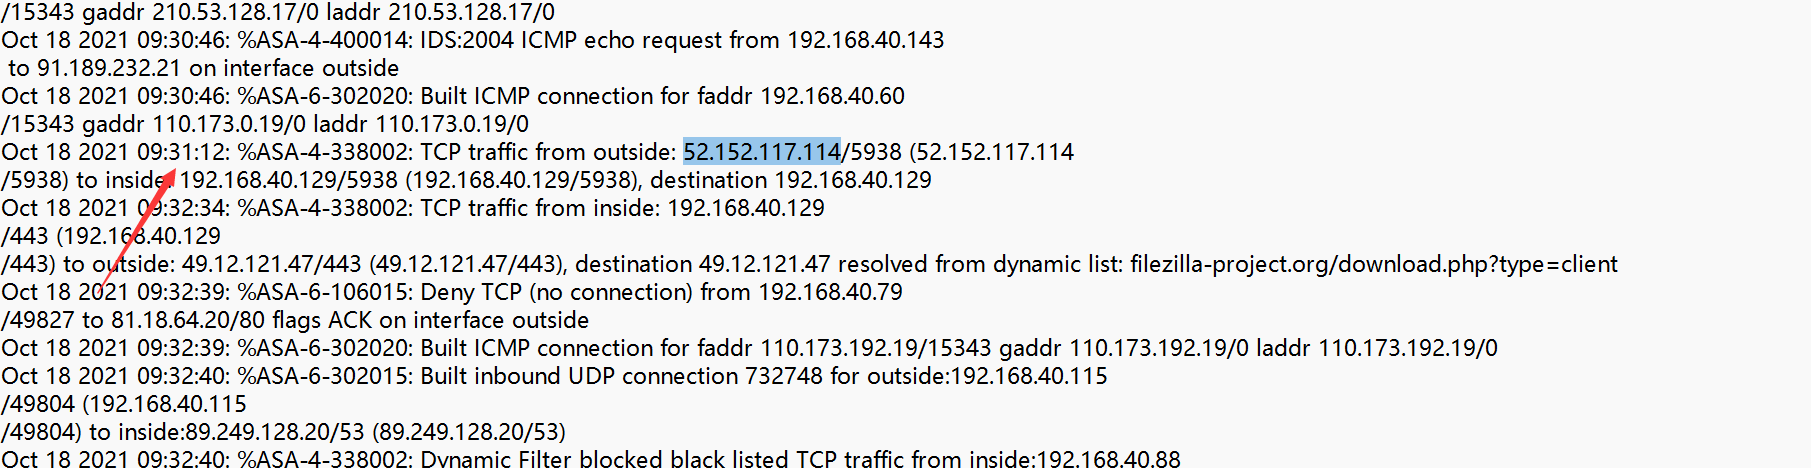 /15343 gaddr 210.53.128.17/0 laddr 210.53.128.17/0
Oct 18 2021 09:30:46: %ASA-4-400014: IDS:2004 ICMP echo request from 192.168.40.143
to 91.189.232.21 on interface outside
Oct 18 2021 09:30:46: %ASA-6-302020: Built ICMP connection for faddr 192.168.40.60
/15343 gaddr 110.173.0.19/0 laddr 110.173.0.19/0
Oct 18 2021 09:31:12: %ASA-4-338002: TCP traffic from outside: 52.152.117.114/5938 (52.152.117.114
/5938) to inside: 192.168.40.129/5938 (192.168.40.129/5938), destination 192.168.40.129
Oct 18 2021 09:32:34: %ASA-4-338002: TCP traffic from inside: 192.168.40.129
/443 (192.168.40.129
/443) to outside: 49.12.121.47/443 (49.12.121.47/443), destination 49.12.121.47 resolved from dynamic list: filezilla-project.org/download.php?type=client
Oct 18 2021 09:32:39: %ASA-6-106015: Deny TCP (no connection) from 192.168.40.79
/49827 to 81.18.64.20/80 flags ACK on interface outside
Oct 18 2021 09:32:39: %ASA-6-302020: Built ICMP connection for faddr 110.173.192.19/15343 gaddr 110.173.192.19/0 laddr 110.173.192.19/0
Oct 18 2021 09:32:40: %ASA-6-302015: Built inbound UDP connection 732748 for outside:192.168.40.115
/49804 (192.168.40.115
/49804) to inside:89.249.128.20/53 (89.249.128.20/53)
Oct 18 2021 09:32:40: %ASA-4-338002: Dynamic Filter blocked black listed TCP traffic from inside:192.168.40.88